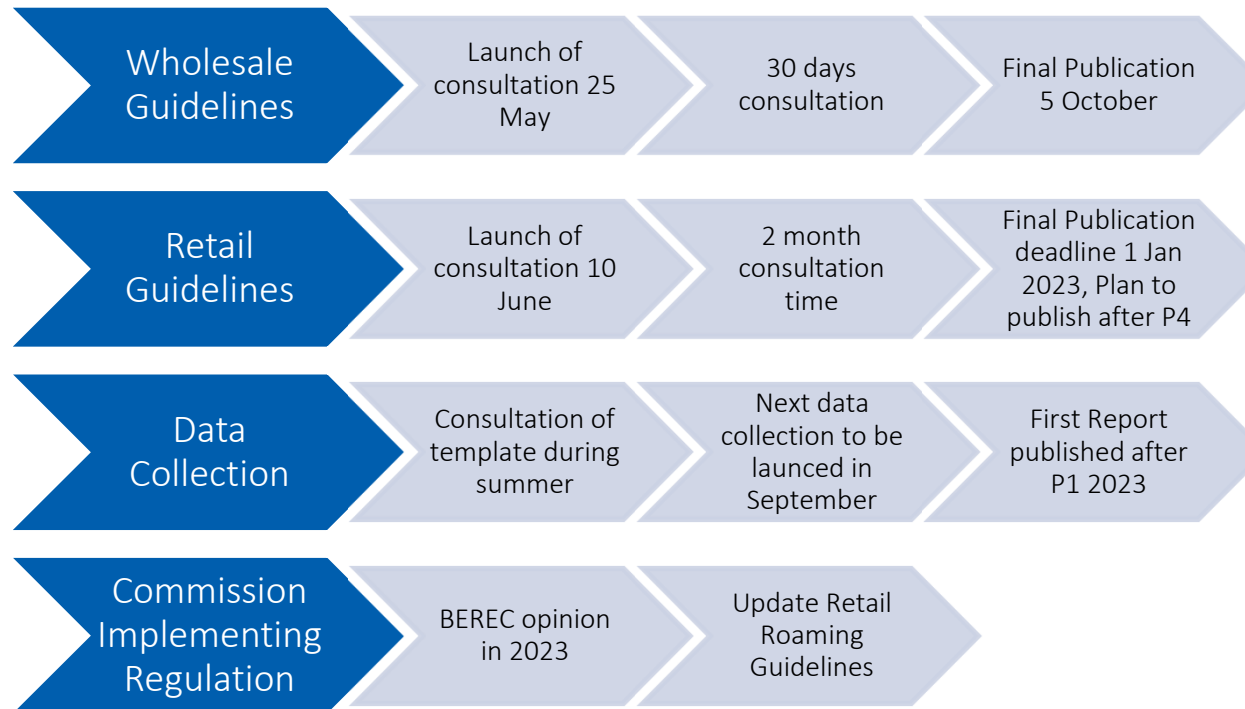 Wholesale
Guidelines
Launch of
consultation 25
May
30 days
consultation
Final Publication
5 October
Retail
Guidelines
Launch of
consultation 10
June
2 month
consultation
time
Final Publication
deadline 1 Jan
2023, Plan to
publish after P4
Data
Collection
Consultation of
template during
summer
Next data
collection to be
launced in
September
First Report
published after
P1 2023
Commission
Implementing
Regulation
BEREC opinion
in 2023
Update Retail
Roaming
Guidelines